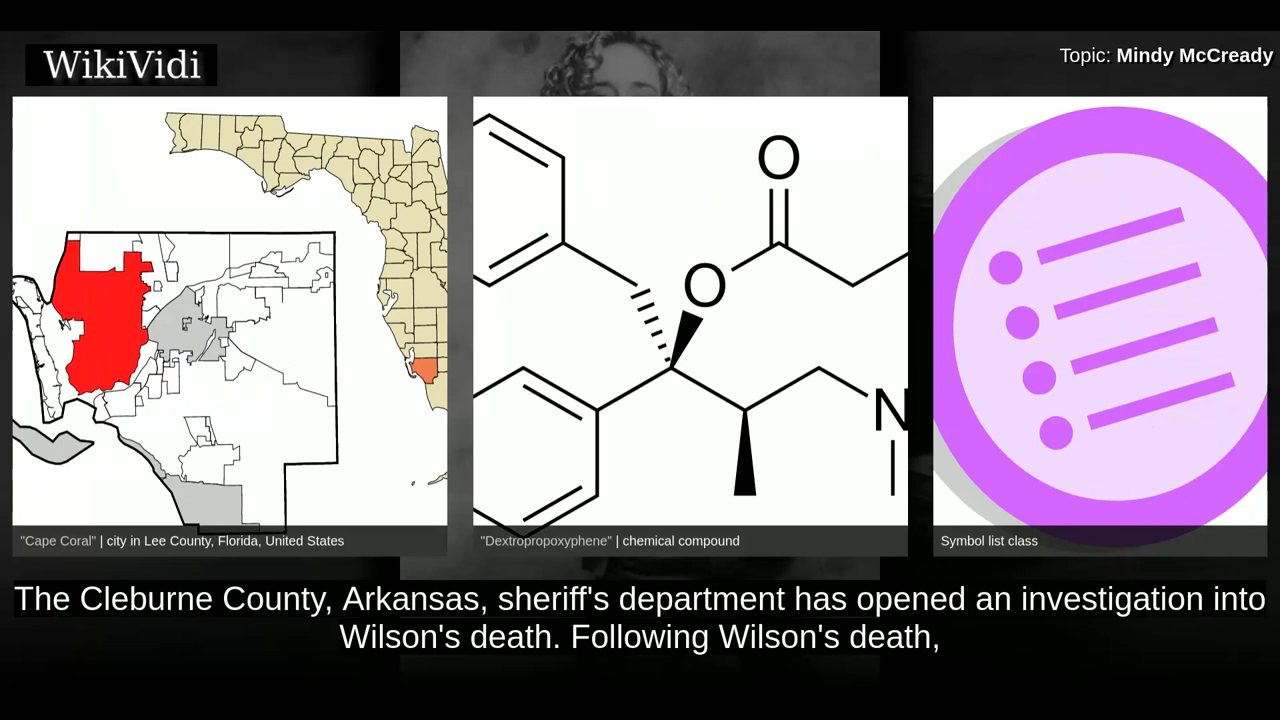 WikiVidi
Topic: Mindy McCready
O
O
N
"Cape Coral" | city in Lee County, Florida, United States
"Dextropropoxyphene" | chemical compound
Symbol list class
The Cleburne County, Arkansas, sheriff's department has opened an investigation into
Wilson's death. Following Wilson's death,